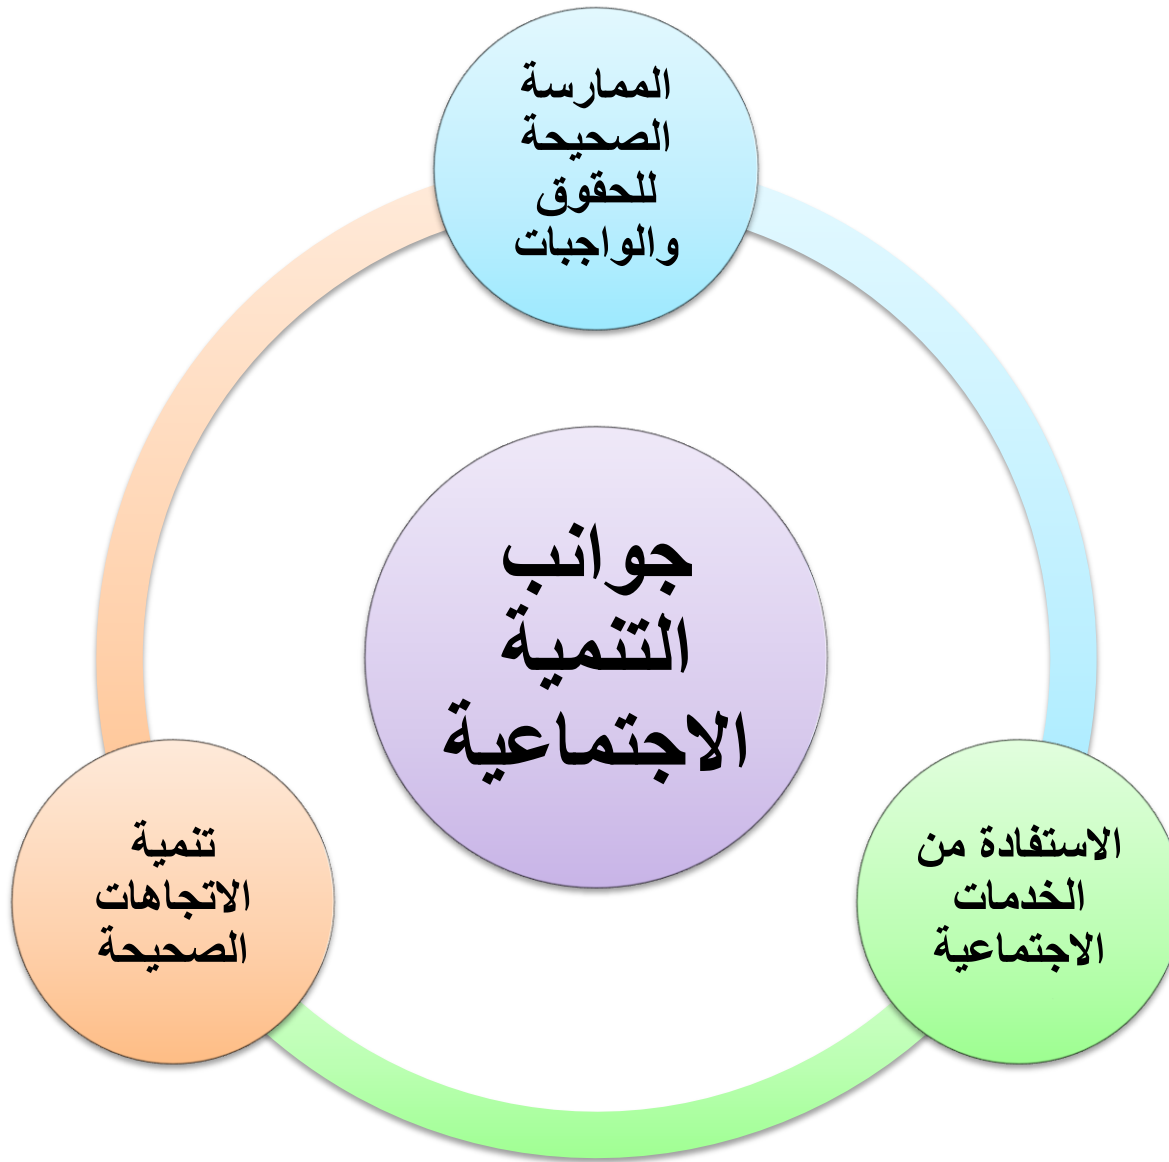 الممارسة
الصحيحة
للحقوق
والواجبات
جوانب
التنمية
الاجتماعية
الاستفادة من
الخدمات
الاجتماعية
تنمية
الاتجاهات
الصحيحة